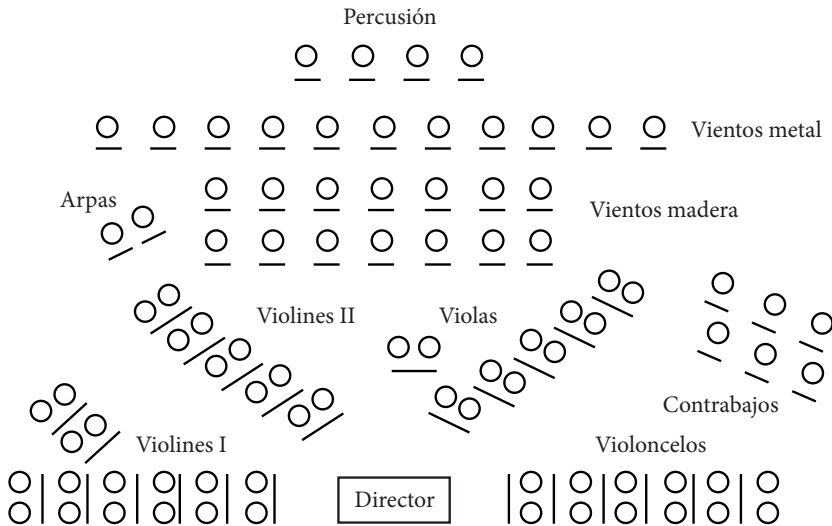 Percusión
Vientos metal
Arpas
Vientos madera
Violines II
Violas
Contrabajos
Violines I
Violoncelos
Director